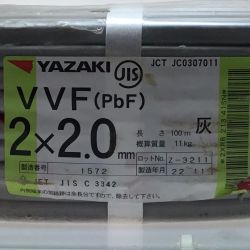 YAZAKI JIS
JCT JC0307011
VVF(PbF)
2×2.0mm
灰
長さ 100m
概算質量 11kg
製造番号 1572
ロットNo. Z-3211
製造年月 22 11
JET JIS C 3342